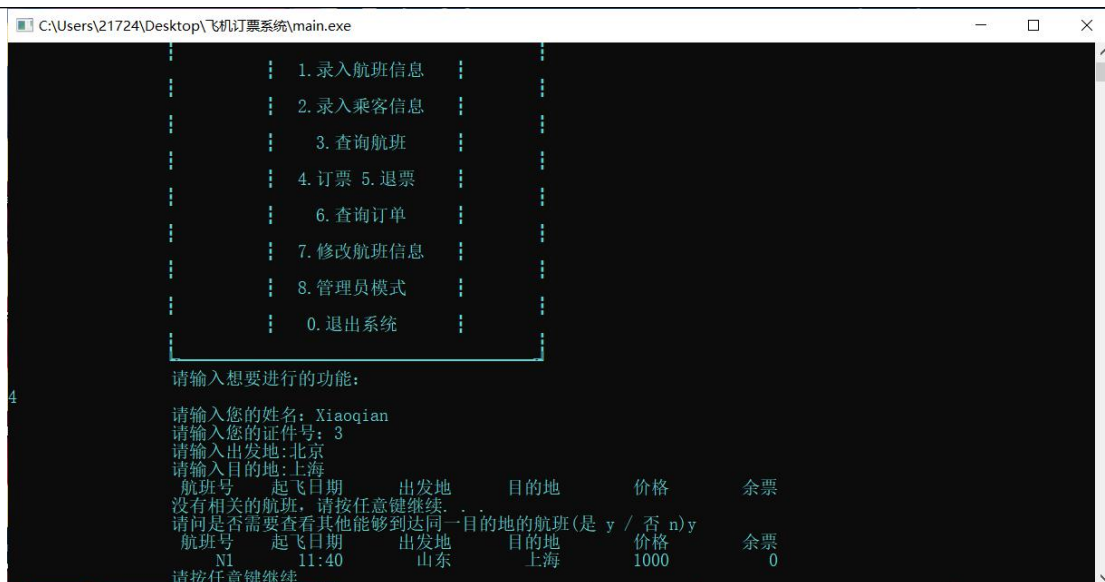 C:\Users\21724\Desktop\飞机订票系统\main.exe
1.录入航班信息
2.录入乘客信息
3.查询航班
4.订票 5.退票
6.查询订单
7.修改航班信息
8.管理员模式
0.退出系统
请输入想要进行的功能:
4
请输入您的姓名: Xiaoqian
请输入您的证件号: 3
请输入出发地:北京
请输入目的地:上海
航班号 起飞日期 出发地 目的地 价格 余票
没有相关的航班, 请按任意键继续. . .
请问是否需要查看其他能够到达同一目的地的航班(是 y / 否 n)y
航班号 起飞日期 出发地 目的地 价格 余票
N1 11:40 山东 上海 1000 0
请按任意键继续